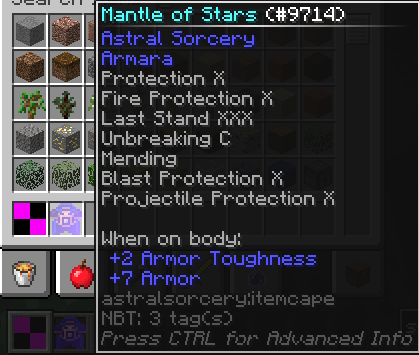 Search Items
Mantle of Stars (#9714)
Astral Sorcery
Armara
Protection X
Fire Protection X
Last Stand XXX
Unbreaking C
Mending
Blast Protection X
Projectile Protection X
When on body:
+2 Armor Toughness
+7 Armor
astralsorcery:itemcape
NBT: 3 tag(s)
Press CTRL for Advanced Info